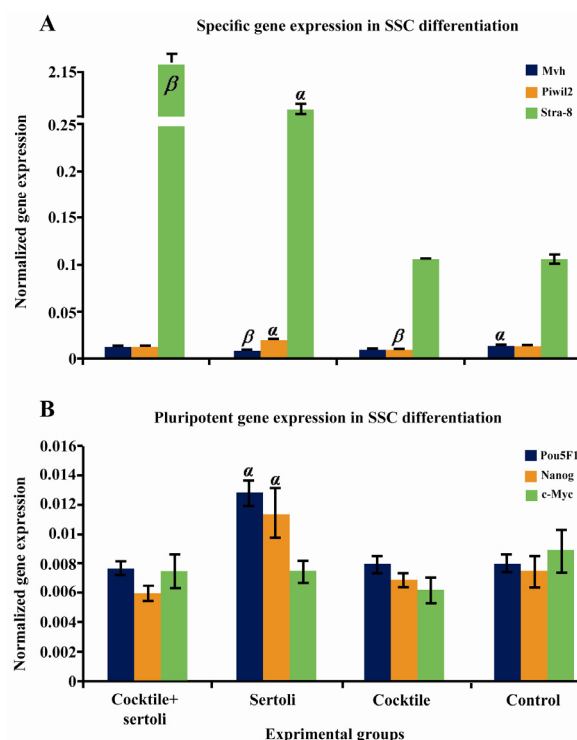 A Specific gene expression in SSC differentiation
Mvh
Piwil2
Stra-8
Normalized gene expression
2.15
0.25
0.2
0.15
0.1
0.05
0
β
α
β
α
β
α
B Pluripotent gene expression in SSC differentiation
Pou5F1
Nanog
c-Myc
Normalized gene expression
0.016
0.014
0.012
0.01
0.008
0.006
0.004
0.002
0
α α
Cocktile+
sertoli
Sertoli
Cocktile
Control
Exprimental groups